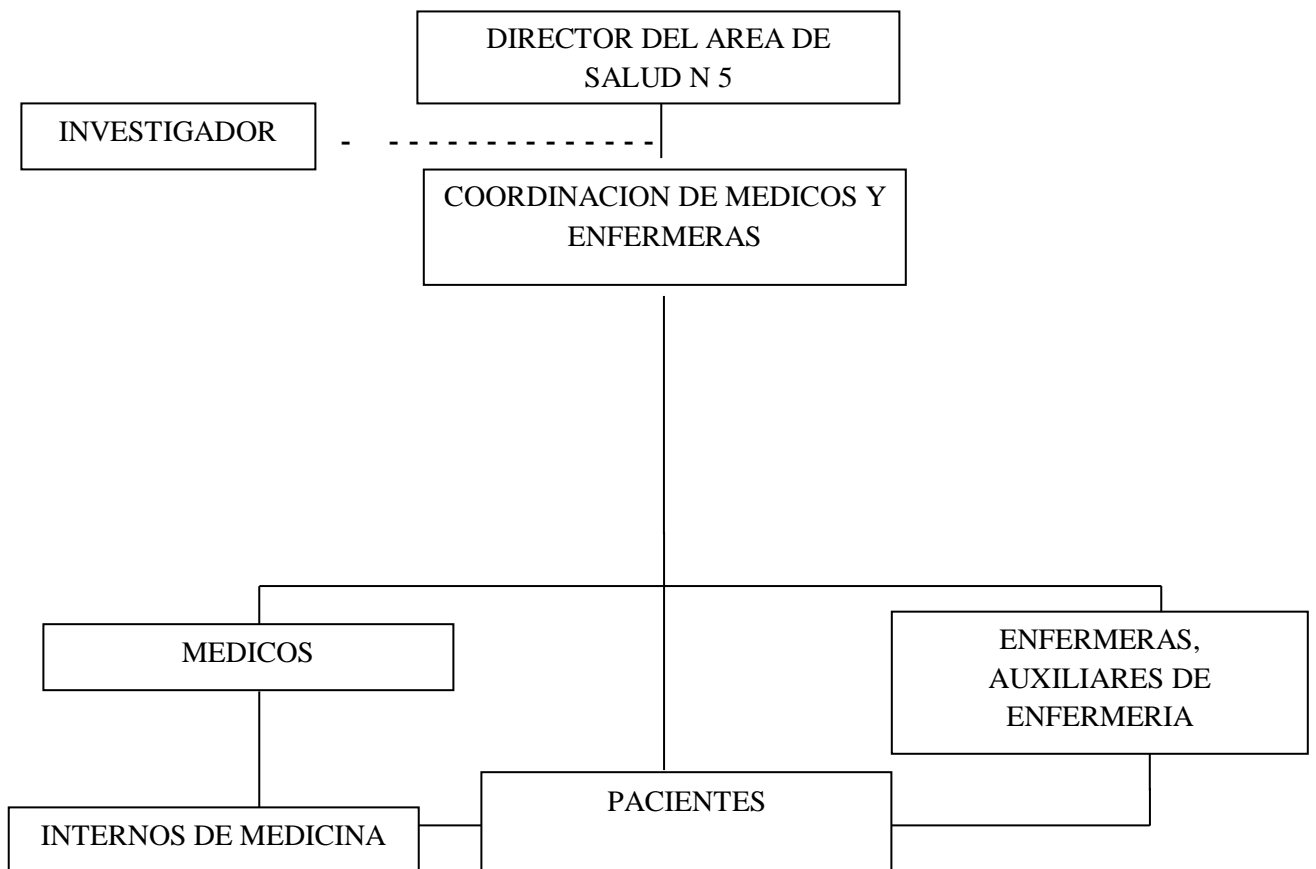 DIRECTOR DEL AREA DE
SALUD N 5
INVESTIGADOR
COORDINACION DE MEDICOS Y
ENFERMERAS
MEDICOS
ENFERMERAS,
AUXILIARES DE
ENFERMERIA
INTERNOS DE MEDICINA
PACIENTES